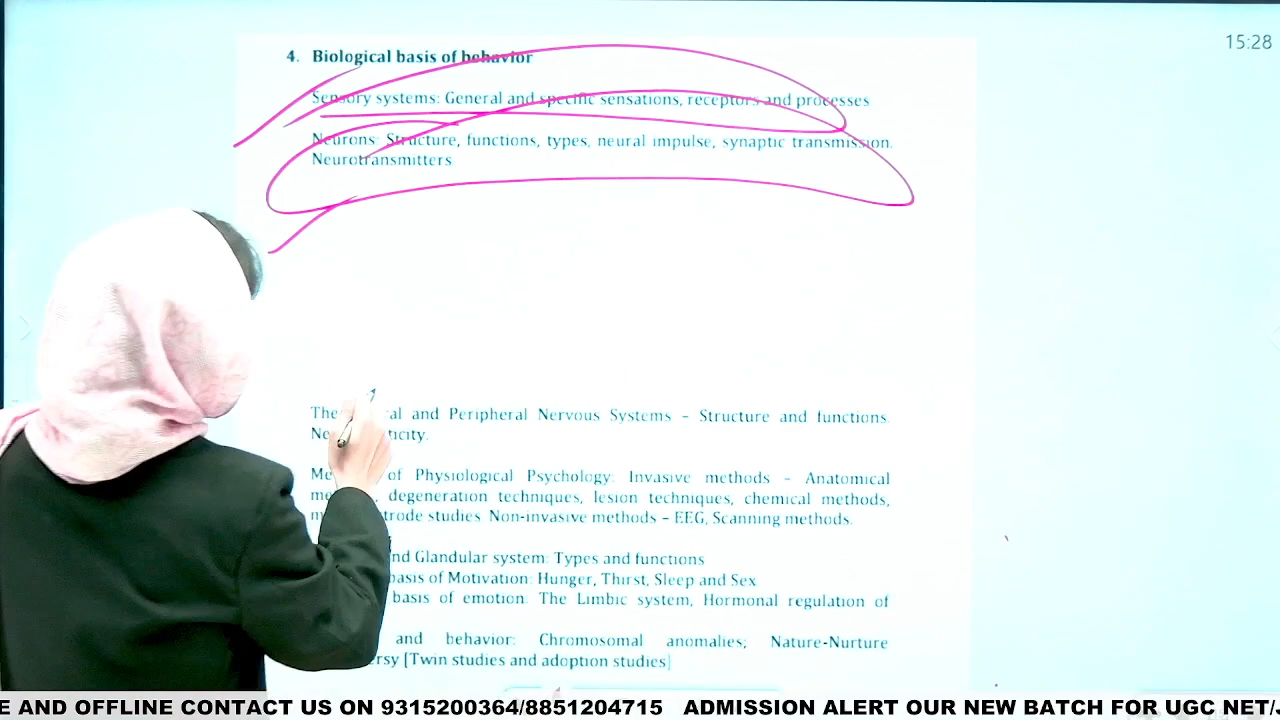 15:28
4. Biological basis of behavior
Sensory systems: General and specific sensations, receptors and processes
Neurons: Structure, functions, types, neural impulse, synaptic transmission.
Neurotransmitters
The al and Peripheral Nervous Systems – Structure and functions.
Ne ticity.
Me of Physiological Psychology: Invasive methods – Anatomical
degeneration techniques, lesion techniques, chemical methods,
trode studies. Non-invasive methods – EEG, Scanning methods.
nd Glandular system: Types and functions
basis of Motivation: Hunger, Thirst, Sleep and Sex
basis of emotion: The Limbic system, Hormonal regulation of
and behavior: Chromosomal anomalies; Nature-Nurture
ersy [Twin studies and adoption studies]
E AND OFFLINE CONTACT US ON 9315200364/8851204715 ADMISSION ALERT OUR NEW BATCH FOR UGC NET/J